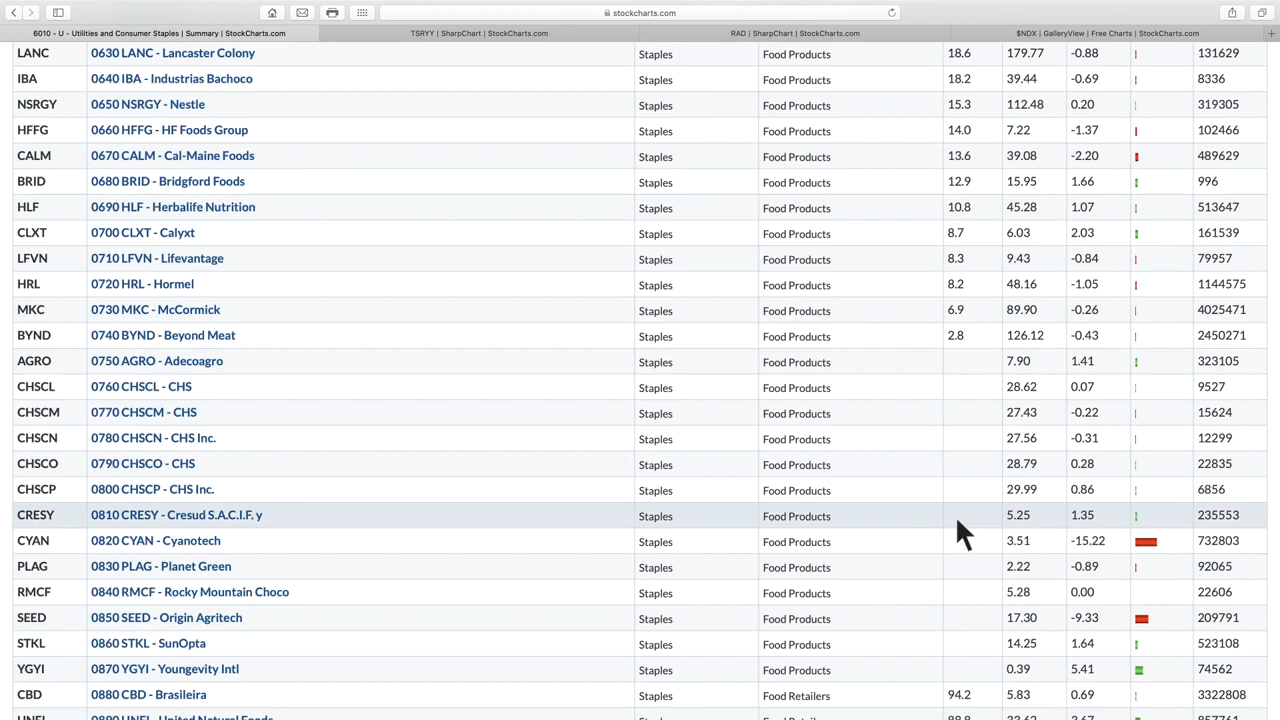 stockcharts.com
6010 - U - Utilities and Consumer Staples | Summary | StockCharts.com TSRYY | SharpChart | StockCharts.com RAD | SharpChart | StockCharts.com $NDX | GalleryView | Free Charts | StockCharts.com
LANC 0630 LANC - Lancaster Colony Staples Food Products 18.6 179.77 -0.88 131629
IBA 0640 IBA - Industrias Bachoco Staples Food Products 18.2 39.44 -0.69 8336
NSRGY 0650 NSRGY - Nestle Staples Food Products 15.3 112.48 0.20 319305
HFFG 0660 HFFG - HF Foods Group Staples Food Products 14.0 7.22 -1.37 102466
CALM 0670 CALM - Cal-Maine Foods Staples Food Products 13.6 39.08 -2.20 489629
BRID 0680 BRID - Bridgford Foods Staples Food Products 12.9 15.95 1.66 996
HLF 0690 HLF - Herbalife Nutrition Staples Food Products 10.8 45.28 1.07 513647
CLXT 0700 CLXT - Calyxt Staples Food Products 8.7 6.03 2.03 161539
LFVN 0710 LFVN - Lifevantage Staples Food Products 8.3 9.43 -0.84 79957
HRL 0720 HRL - Hormel Staples Food Products 8.2 48.16 -1.05 1144575
MKC 0730 MKC - McCormick Staples Food Products 6.9 89.90 -0.26 4025471
BYND 0740 BYND - Beyond Meat Staples Food Products 2.8 126.12 -0.43 2450271
AGRO 0750 AGRO - Adecoagro Staples Food Products 7.90 1.41 323105
CHSCL 0760 CHSCL - CHS Staples Food Products 28.62 0.07 9527
CHSCM 0770 CHSCM - CHS Staples Food Products 27.43 -0.22 15624
CHSCN 0780 CHSCN - CHS Inc. Staples Food Products 27.56 -0.31 12299
CHSCO 0790 CHSCO - CHS Staples Food Products 28.79 0.28 22835
CHSCP 0800 CHSCP - CHS Inc. Staples Food Products 29.99 0.86 6856
CRESY 0810 CRESY - Cresud S.A.C.I.F. y Staples Food Products 5.25 1.35 235553
CYAN 0820 CYAN - Cyanotech Staples Food Products 3.51 -15.22 732803
PLAG 0830 PLAG - Planet Green Staples Food Products 2.22 -0.89 92065
RMCF 0840 RMCF - Rocky Mountain Choco Staples Food Products 5.28 0.00 22606
SEED 0850 SEED - Origin Agritech Staples Food Products 17.30 -9.33 209791
STKL 0860 STKL - SunOpta Staples Food Products 14.25 1.64 523108
YGYI 0870 YGYI - Youngevity Intl Staples Food Products 0.39 5.41 74562
CBD 0880 CBD - Brasileira Staples Food Retailers 94.2 5.83 0.69 3322808
UNFI 0890 UNFI - United Natural Foods Staples Food Retailers